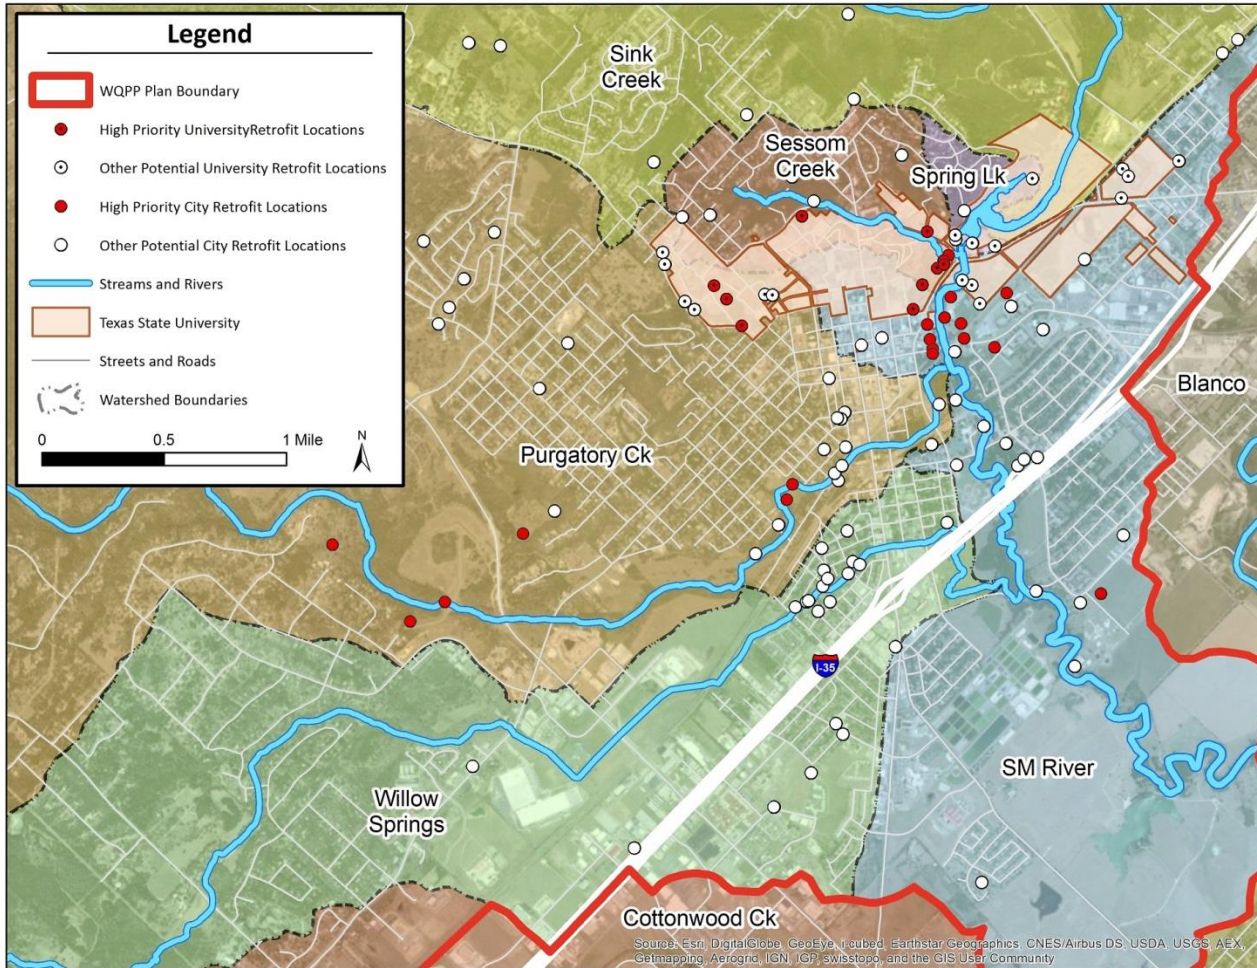 Legend
WQPP Plan Boundary
High Priority UniversityRetrofit Locations
Other Potential University Retrofit Locations
High Priority City Retrofit Locations
Other Potential City Retrofit Locations
Streams and Rivers
Texas State University
Streets and Roads
Watershed Boundaries
0 0.5 1 Mile
N
Sink
Creek
Sessom
Creek
Spring Lk
Blanco
Purgatory Ck
I-35
SM River
Willow
Springs
Cottonwood Ck
Source: Esri, DigitalGlobe, GeoEye, i-cubed, Earthstar Geographics, CNES/Airbus DS, USDA, USGS, AEX,
Getmapping, Aerogrid, IGN, IGP, swisstopo, and the GIS User Community